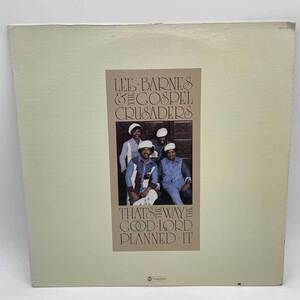 LEE BARNES
& THE GOSPEL
CRUSADERS
THAT'S THE WAY THE
GOOD LORD
PLANNED IT